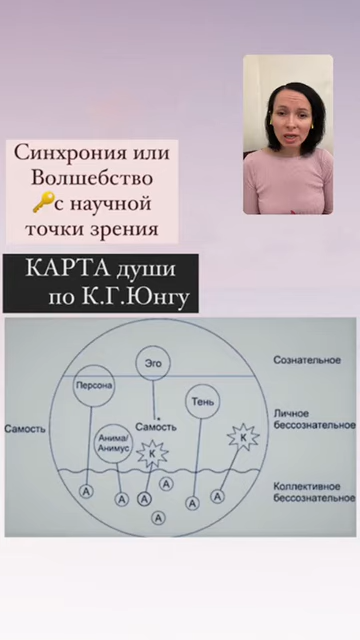 Синхрония или
Волшебство
🔑с научной
точки зрения
КАРТА души
по К.Г.Юнгу
Эго
Сознательное
Персона
Тень
Самость
Самость
Личное
бессознательное
Анима/
Анимус
К
К
Коллективное
бессознательное
А
А
А
А
А
А
А